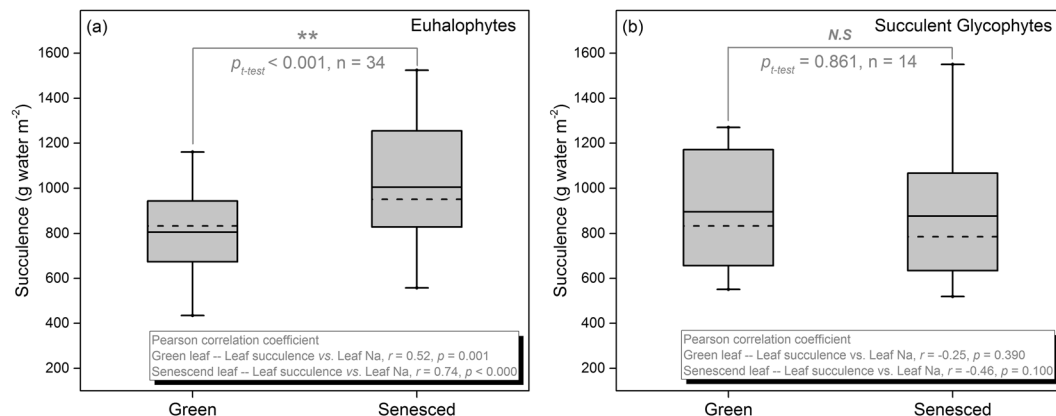 (a)
Euhalophytes
**
p_t-test < 0.001, n = 34
1600
1400
1200
1000
800
600
400
200
Succulence (g water m⁻²)
Pearson correlation coefficient
Green leaf -- Leaf succulence vs. Leaf Na, r = 0.52, p = 0.001
Senescend leaf -- Leaf succulence vs. Leaf Na, r = 0.74, p < 0.000
Green
Senesced
(b)
Succulent Glycophytes
N.S
p_t-test = 0.861, n = 14
1600
1400
1200
1000
800
600
400
200
Succulence (g water m⁻²)
Pearson correlation coefficient
Green leaf -- Leaf succulence vs. Leaf Na, r = -0.25, p = 0.390
Senescend leaf -- Leaf succulence vs. Leaf Na, r = -0.46, p = 0.100
Green
Senesced